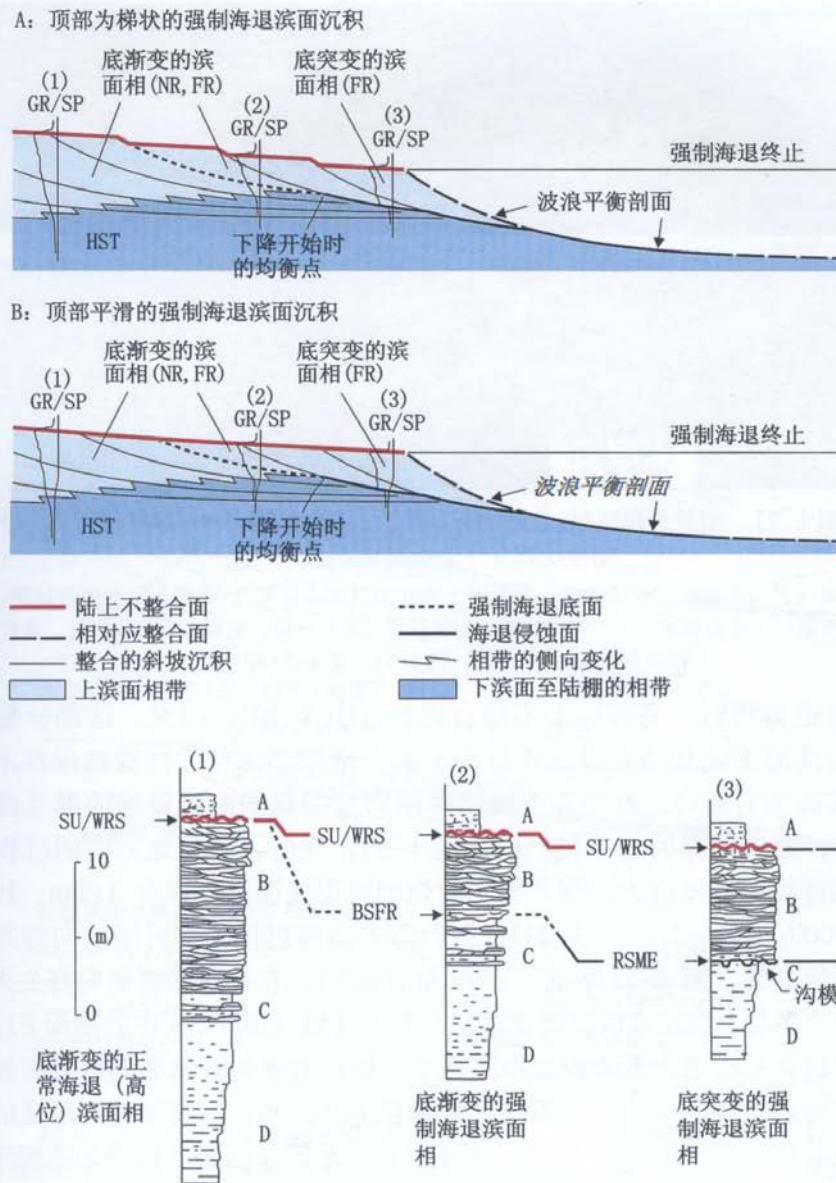 A: 顶部为梯状的强制海退滨面沉积
(1)
GR/SP
底渐变的滨
面相(NR, FR)
(2)
GR/SP
底突变的滨
面相(FR)
(3)
GR/SP
强制海退终止
波浪平衡剖面
HST
下降开始时
的均衡点
B: 顶部平滑的强制海退滨面沉积
(1)
GR/SP
底渐变的滨
面相(NR, FR)
(2)
GR/SP
底突变的滨
面相(FR)
(3)
GR/SP
强制海退终止
波浪平衡剖面
HST
下降开始时
的均衡点
陆上不整合面
强制海退底面
相对应整合面
海退侵蚀面
整合的斜坡沉积
相带的侧向变化
上滨面相带
下滨面至陆棚的相带
(1)
SU/WRS
10
(m)
0
A
B
C
D
底渐变的正
常海退 (高
位) 滨面相
SU/WRS
BSFR
(2)
A
B
C
D
底渐变的强
制海退滨面
相
SU/WRS
RSME
(3)
A
B
C
沟模
D
底突变的强
制海退滨面
相